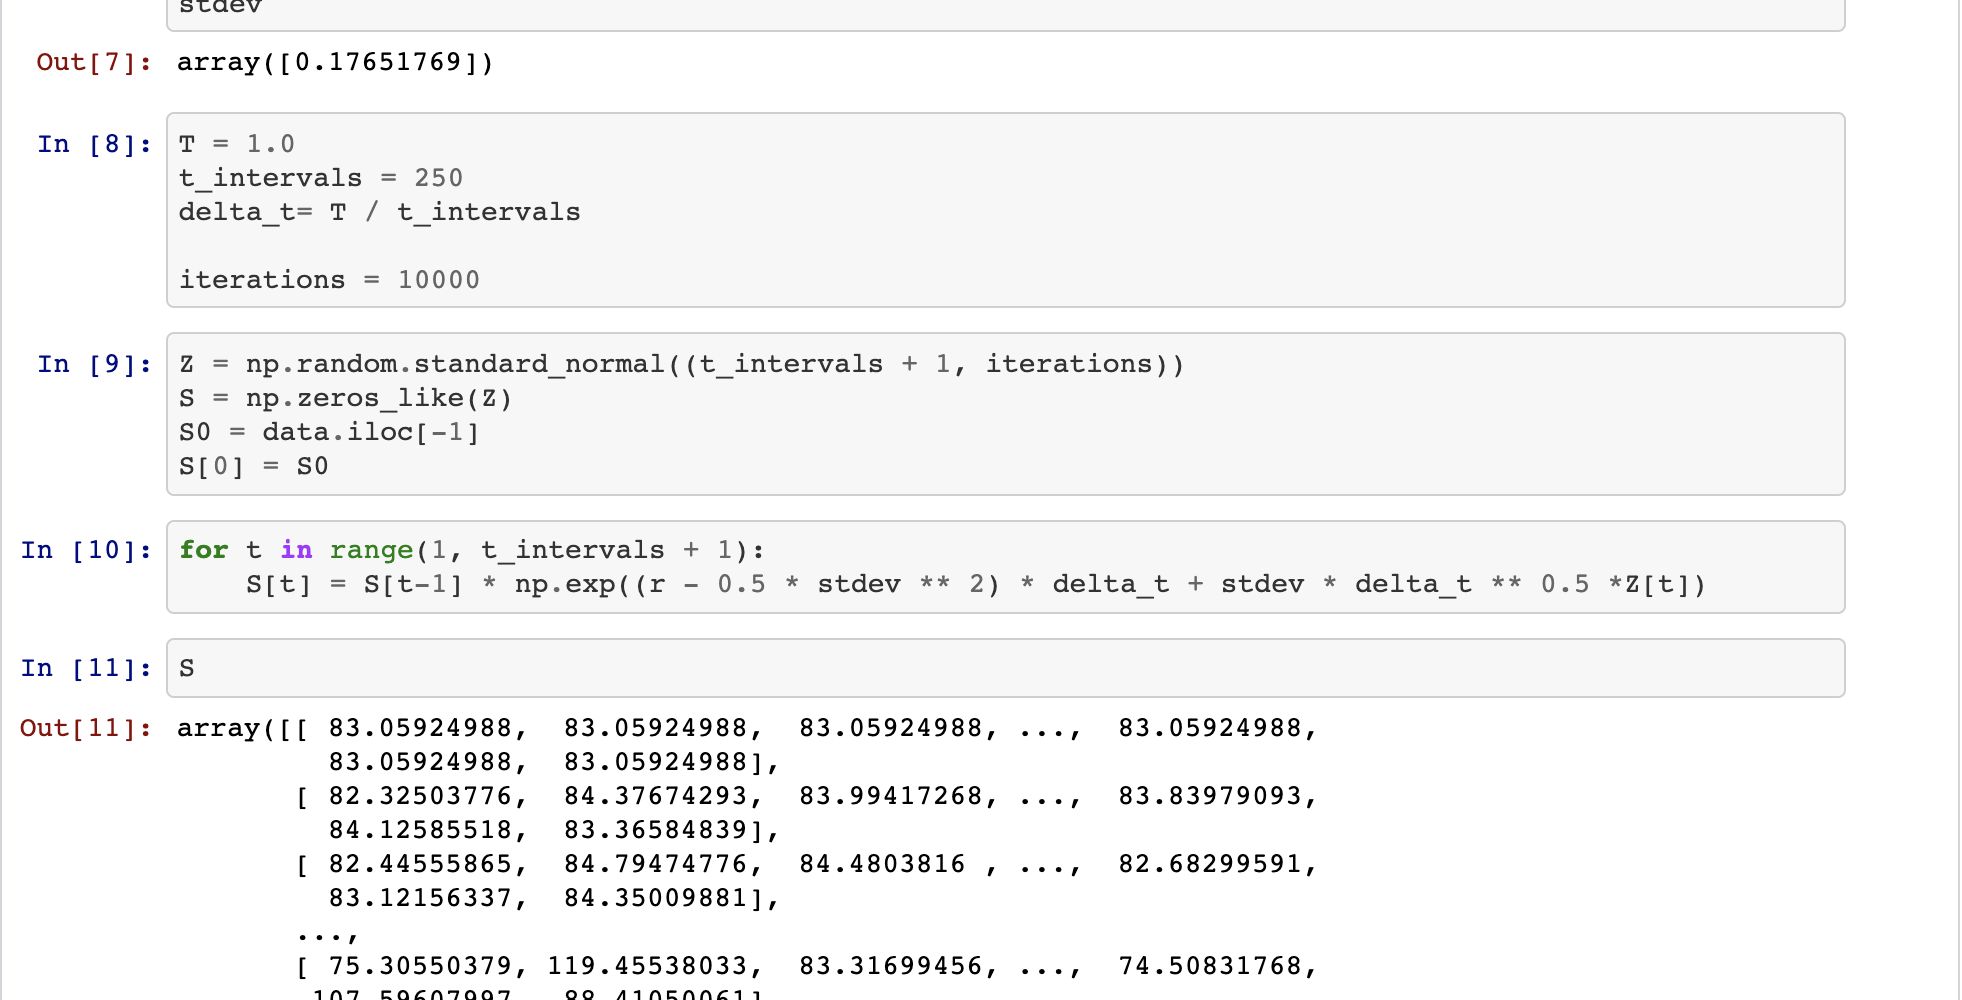 stdev
Out[7]: array([0.17651769])
In [8]: T = 1.0
t_intervals = 250
delta_t= T / t_intervals
iterations = 10000
In [9]: Z = np.random.standard_normal((t_intervals + 1, iterations))
S = np.zeros_like(Z)
S0 = data.iloc[-1]
S[0] = S0
In [10]: for t in range(1, t_intervals + 1):
S[t] = S[t-1] * np.exp((r - 0.5 * stdev ** 2) * delta_t + stdev * delta_t ** 0.5 *Z[t])
In [11]: S
Out[11]: array([[ 83.05924988, 83.05924988, 83.05924988, ..., 83.05924988,
83.05924988, 83.05924988],
[ 82.32503776, 84.37674293, 83.99417268, ..., 83.83979093,
84.12585518, 83.36584839],
[ 82.44555865, 84.79474776, 84.4803816 , ..., 82.68299591,
83.12156337, 84.35009881],
...,
[ 75.30550379, 119.45538033, 83.31699456, ..., 74.50831768,
107.59607997, 88.41050061],